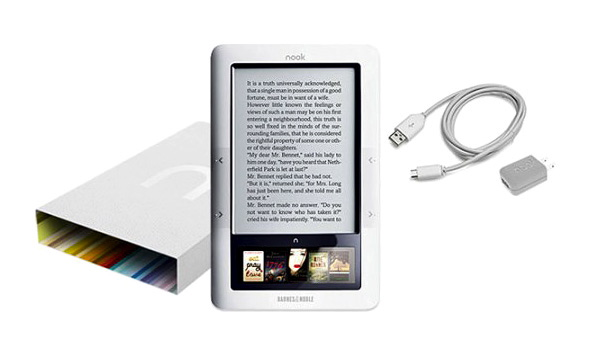 nook
It is a truth universally acknowledged,
that a single man in possession of a good
fortune, must be in want of a wife.
However little known the feelings or
views of such a man may be on his first
entering a neighbourhood, this truth is
so well fixed in the minds of the sur-
rounding families, that he is considered
the rightful property of some one or oth-
er of their daughters.
"My dear Mr. Bennet," said his lady to
him one day, "have you heard that Neth-
erfield Park is let at last?"
Mr. Bennet replied that he had not.
"But it is," returned she; "for Mrs. Long
has just been here, and she told me all
about it."
Mr. Bennet made no answer. "Do you
not want to know who has taken it?"
cried his wife impatiently. "You want to
n
eat
pray
love
BARNES & NOBLE
nook